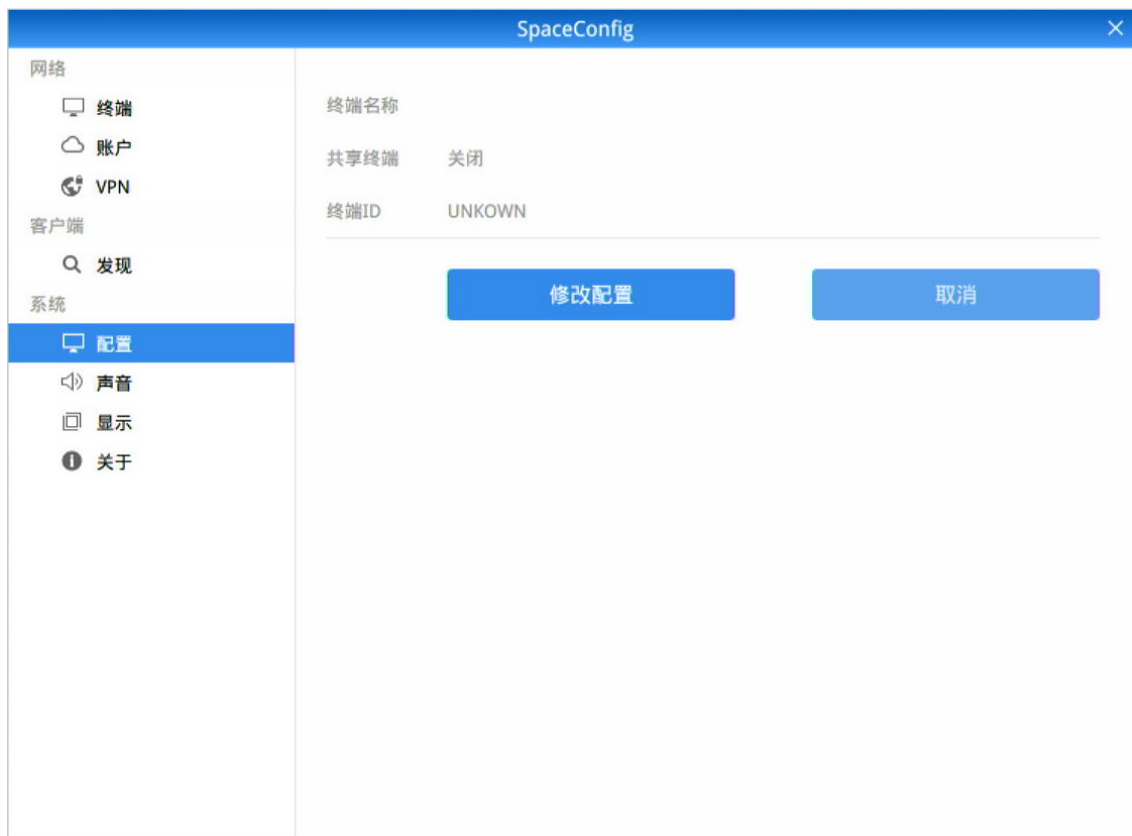 SpaceConfig
网络
终端
账户
VPN
客户端
发现
系统
配置
声音
显示
关于
终端名称
共享终端 关闭
终端ID UNKOWN
修改配置 取消